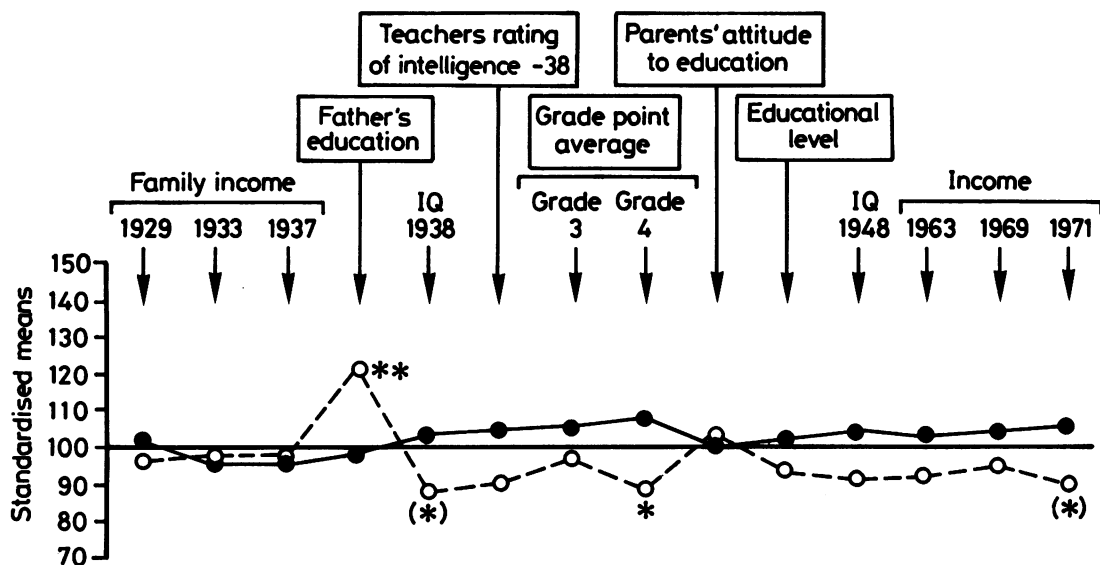 Teachers rating
of intelligence -38
Parents' attitude
to education
Father's
education
Grade point
average
Educational
level
Family income
IQ
Grade Grade
IQ
Income
1929 1933 1937 1938 3 4 1948 1963 1969 1971
150
140
130
120
110
100
90
80
70
Standardised means
**
(*)
*
(*)